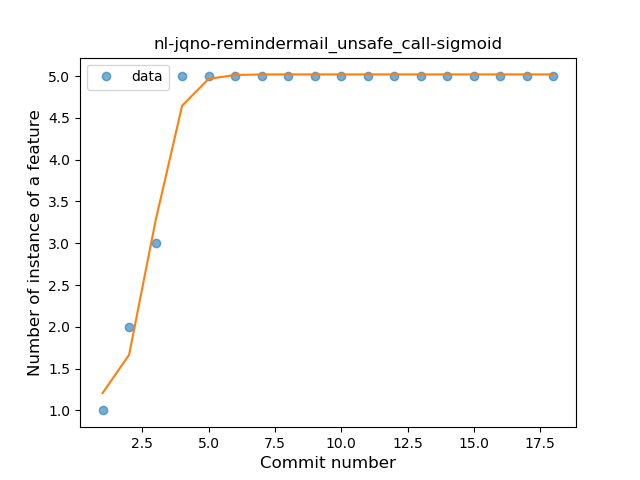 nl-jqno-remindermail_unsafe_call-sigmoid
data
Number of instance of a feature
5.0
4.5
4.0
3.5
3.0
2.5
2.0
1.5
1.0
2.5 5.0 7.5 10.0 12.5 15.0 17.5
Commit number